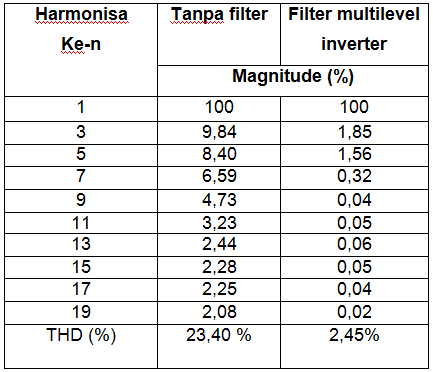 Harmonisa Ke-n Tanpa filter Filter multilevel inverter
Magnitude (%)
1 100 100
3 9,84 1,85
5 8,40 1,56
7 6,59 0,32
9 4,73 0,04
11 3,23 0,05
13 2,44 0,06
15 2,28 0,05
17 2,25 0,04
19 2,08 0,02
THD (%) 23,40 % 2,45%